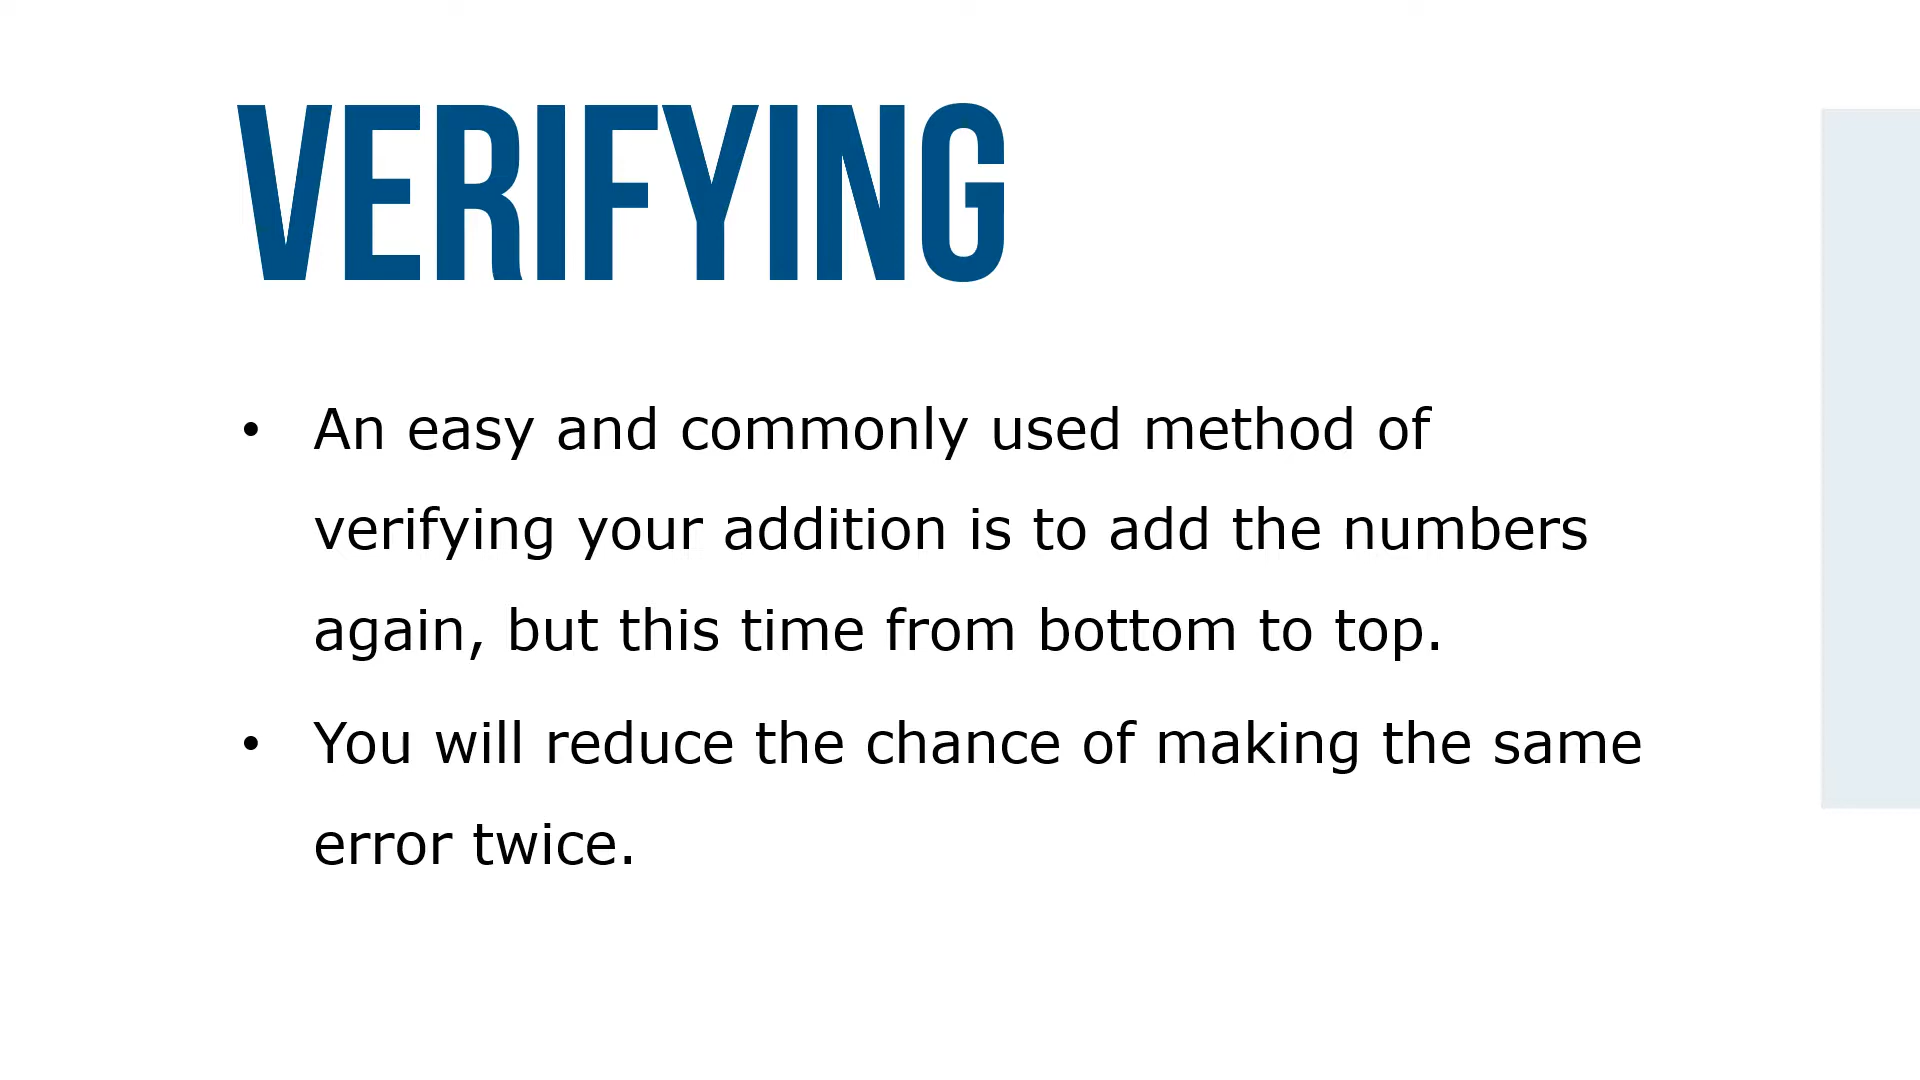 VERIFYING
• An easy and commonly used method of
verifying your addition is to add the numbers
again, but this time from bottom to top.
• You will reduce the chance of making the same
error twice.